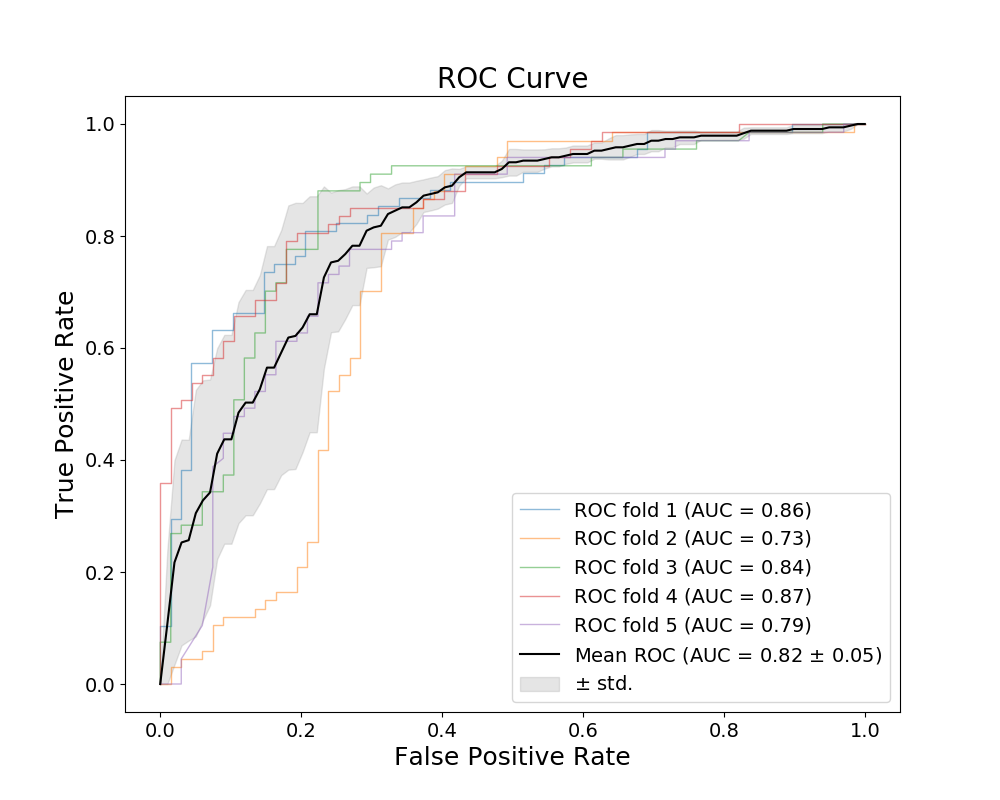 ROC Curve
1.0
0.8
0.6
0.4
0.2
0.0
True Positive Rate
0.0 0.2 0.4 0.6 0.8 1.0
False Positive Rate
ROC fold 1 (AUC = 0.86)
ROC fold 2 (AUC = 0.73)
ROC fold 3 (AUC = 0.84)
ROC fold 4 (AUC = 0.87)
ROC fold 5 (AUC = 0.79)
Mean ROC (AUC = 0.82 ± 0.05)
± std.